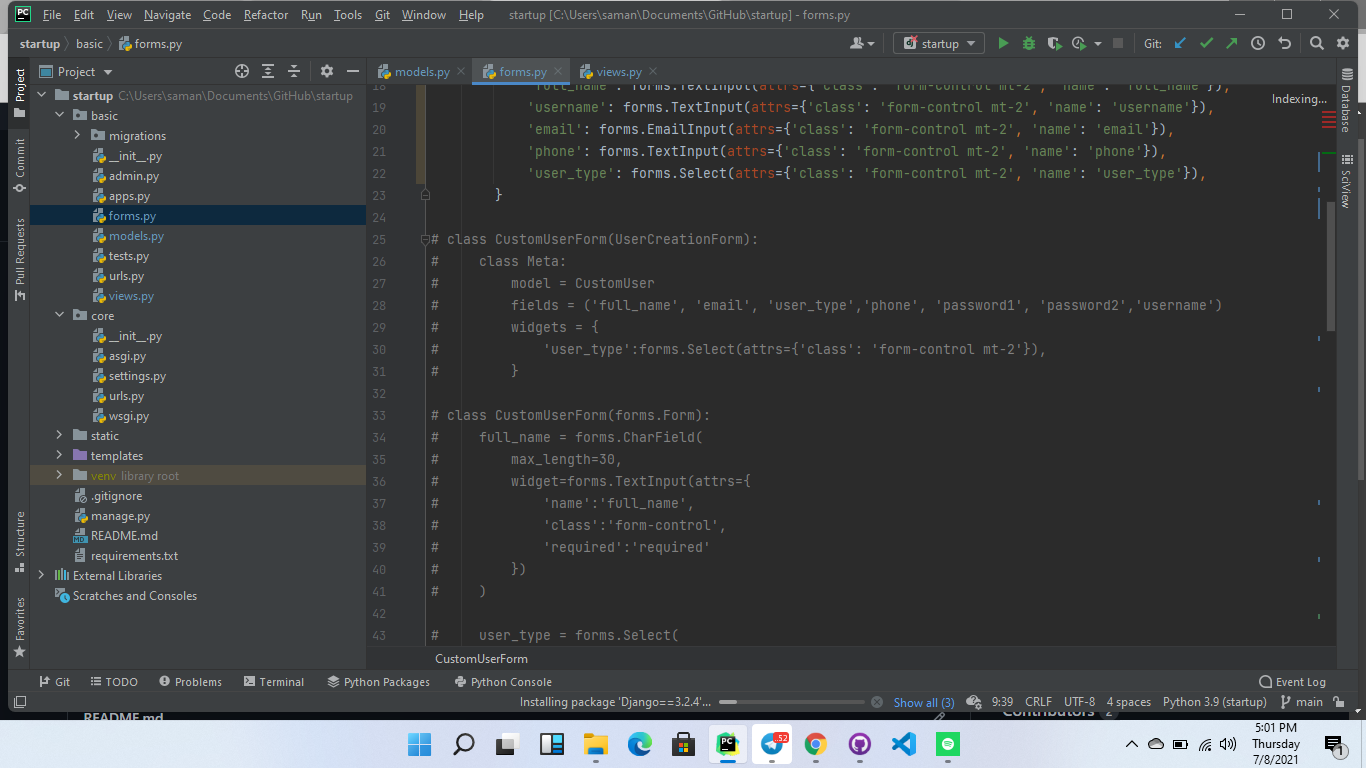 File Edit View Navigate Code Refactor Run Tools Git Window Help startup [C:\Users\saman\Documents\GitHub\startup] - forms.py
startup basic forms.py startup Git:
Project
models.py forms.py views.py
Project
Commit
Pull Requests
Structure
Favorites
startup C:\Users\saman\Documents\GitHub\startup
basic
migrations
__init__.py
admin.py
apps.py
forms.py
models.py
tests.py
urls.py
views.py
core
__init__.py
asgi.py
settings.py
urls.py
wsgi.py
static
templates
venv library root
.gitignore
manage.py
README.md
requirements.txt
External Libraries
Scratches and Consoles
18 'full_name': forms.TextInput(attrs={'class': 'form-control mt-2', 'name': 'full_name'}),
19 'username': forms.TextInput(attrs={'class': 'form-control mt-2', 'name': 'username'}),
20 'email': forms.EmailInput(attrs={'class': 'form-control mt-2', 'name': 'email'}),
21 'phone': forms.TextInput(attrs={'class': 'form-control mt-2', 'name': 'phone'}),
22 'user_type': forms.Select(attrs={'class': 'form-control mt-2', 'name': 'user_type'}),
23 }
24
25 # class CustomUserForm(UserCreationForm):
26 # class Meta:
27 # model = CustomUser
28 # fields = ('full_name', 'email', 'user_type','phone', 'password1', 'password2','username')
29 # widgets = {
30 # 'user_type':forms.Select(attrs={'class': 'form-control mt-2'}),
31 # }
32
33 # class CustomUserForm(forms.Form):
34 # full_name = forms.CharField(
35 # max_length=30,
36 # widget=forms.TextInput(attrs={
37 # 'name':'full_name',
38 # 'class':'form-control',
39 # 'required':'required'
40 # })
41 # )
42
43 # user_type = forms.Select(
Indexing...
Database
SciView
CustomUserForm
Git TODO Problems Terminal Python Packages Python Console Event Log
Installing package 'Django==3.2.4'... Show all (3) 9:39 CRLF UTF-8 4 spaces Python 3.9 (startup) main
README.md Contributors 2
52
5:01 PM
Thursday
7/8/2021
1